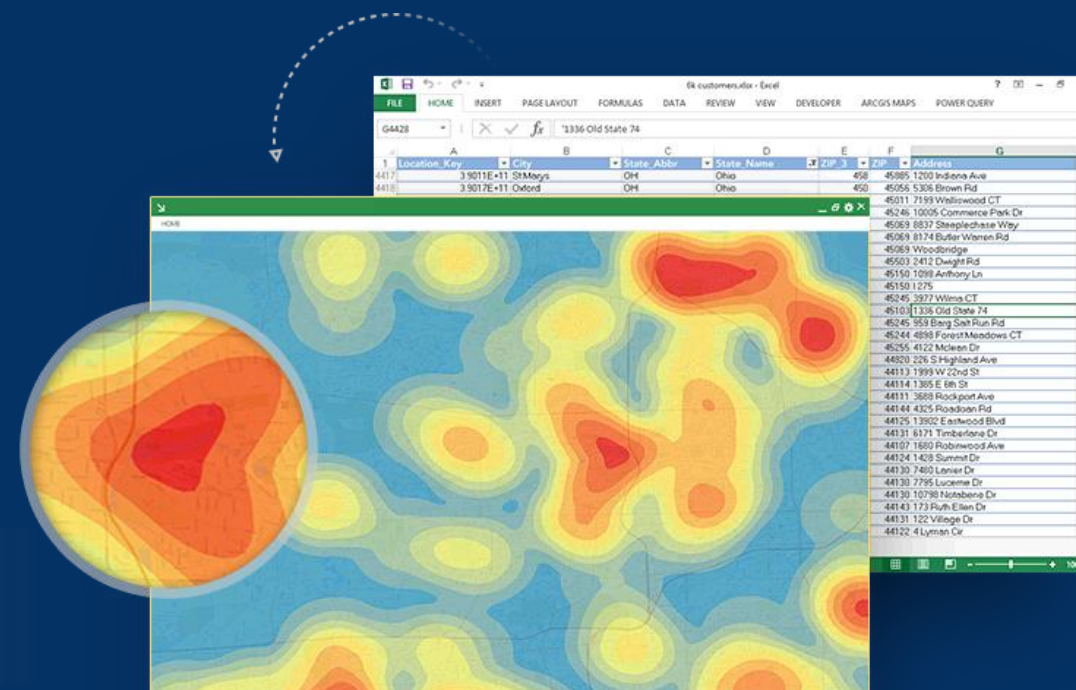 6k customers.xlsx - Excel
FILE HOME INSERT PAGE LAYOUT FORMULAS DATA REVIEW VIEW DEVELOPER ARCGIS MAPS POWER QUERY
G4428 fx '1336 Old State 74
A B C D E F G
1 Location_Key City State_Abbr State_Name ZIP_3 ZIP Address
4417 3.9011E+11 St Marys OH Ohio 458 45885 1200 Indiana Ave
4418 3.9017E+11 Oxford OH Ohio 450 45056 5306 Brown Rd
HOME
45011 7199 Walliswood CT
45246 10005 Commerce Park Dr
45069 8837 Steeplechase Way
45069 8174 Butler Warren Rd
45069 Woodbridge
45503 2412 Dwight Rd
45150 1098 Anthony Ln
45150 I 275
45245 3977 Wilma CT
45103 1336 Old State 74
45245 959 Barg Salt Run Rd
45244 4898 Forest Meadows CT
45255 4122 Mclean Dr
44820 226 S Highland Ave
44113 1999 W 22nd St
44114 1385 E 6th St
44111 3688 Rockport Ave
44144 4325 Roadoan Rd
44125 13902 Eastwood Blvd
44131 6171 Timberlane Dr
44107 1680 Robinwood Ave
44124 1428 Summit Dr
44130 7480 Lanier Dr
44130 7795 Lucerne Dr
44130 10798 Notabene Dr
44143 173 Ruth Ellen Dr
44131 122 Village Dr
44122 4 Lyman Cir